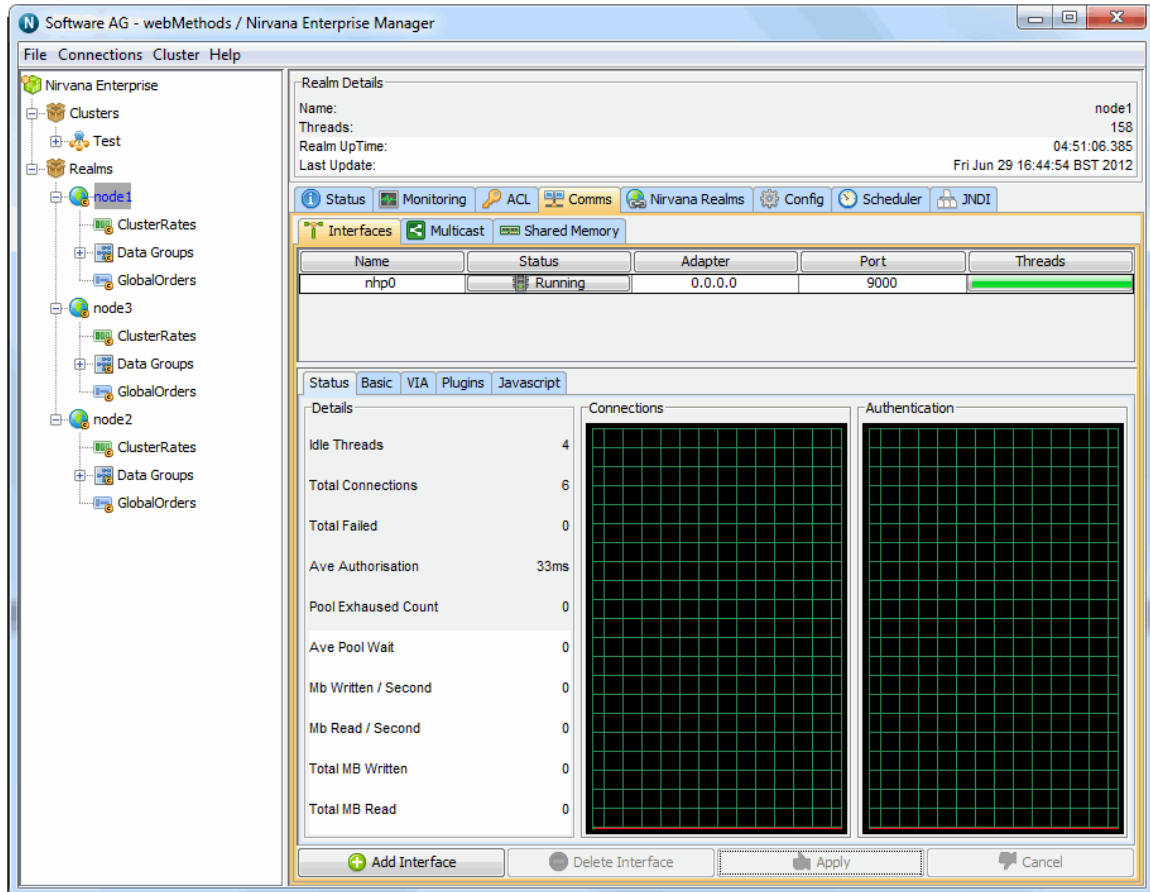 Software AG - webMethods / Nirvana Enterprise Manager
File Connections Cluster Help
Nirvana Enterprise
Clusters
Test
Realms
node1
ClusterRates
Data Groups
GlobalOrders
node3
ClusterRates
Data Groups
GlobalOrders
node2
ClusterRates
Data Groups
GlobalOrders
Realm Details
Name: node1
Threads: 158
Realm UpTime: 04:51:06.385
Last Update: Fri Jun 29 16:44:54 BST 2012
Status Monitoring ACL Comms Nirvana Realms Config Scheduler JNDI
Interfaces Multicast Shared Memory
Name Status Adapter Port Threads
nhp0 Running 0.0.0.0 9000
Status Basic VIA Plugins Javascript
Details
Idle Threads 4
Total Connections 6
Total Failed 0
Ave Authorisation 33ms
Pool Exhaused Count 0
Ave Pool Wait 0
Mb Written / Second 0
Mb Read / Second 0
Total MB Written 0
Total MB Read 0
Connections
Authentication
Add Interface Delete Interface Apply Cancel